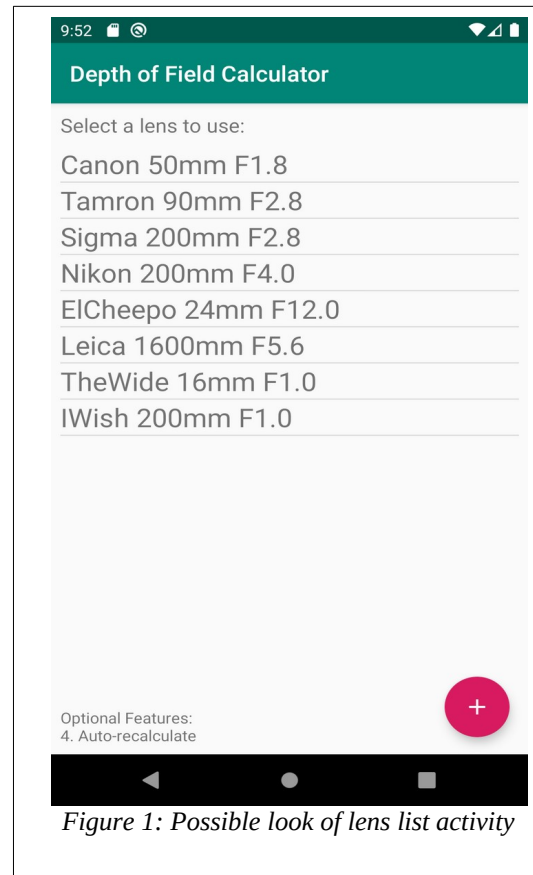 9:52
Depth of Field Calculator
Select a lens to use:
Canon 50mm F1.8
Tamron 90mm F2.8
Sigma 200mm F2.8
Nikon 200mm F4.0
ElCheepo 24mm F12.0
Leica 1600mm F5.6
TheWide 16mm F1.0
IWish 200mm F1.0
Optional Features:
4. Auto-recalculate
+
Figure 1: Possible look of lens list activity